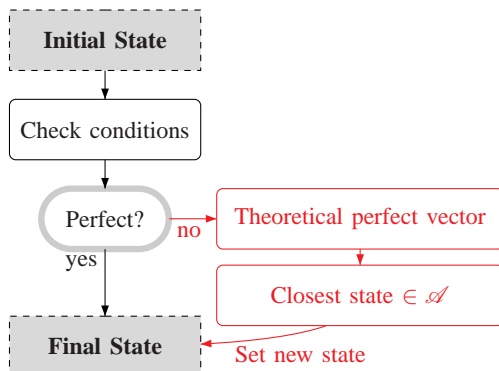 Initial State
Check conditions
Perfect?
no
Theoretical perfect vector
yes
Closest state ∈ 𝒜
Final State
Set new state